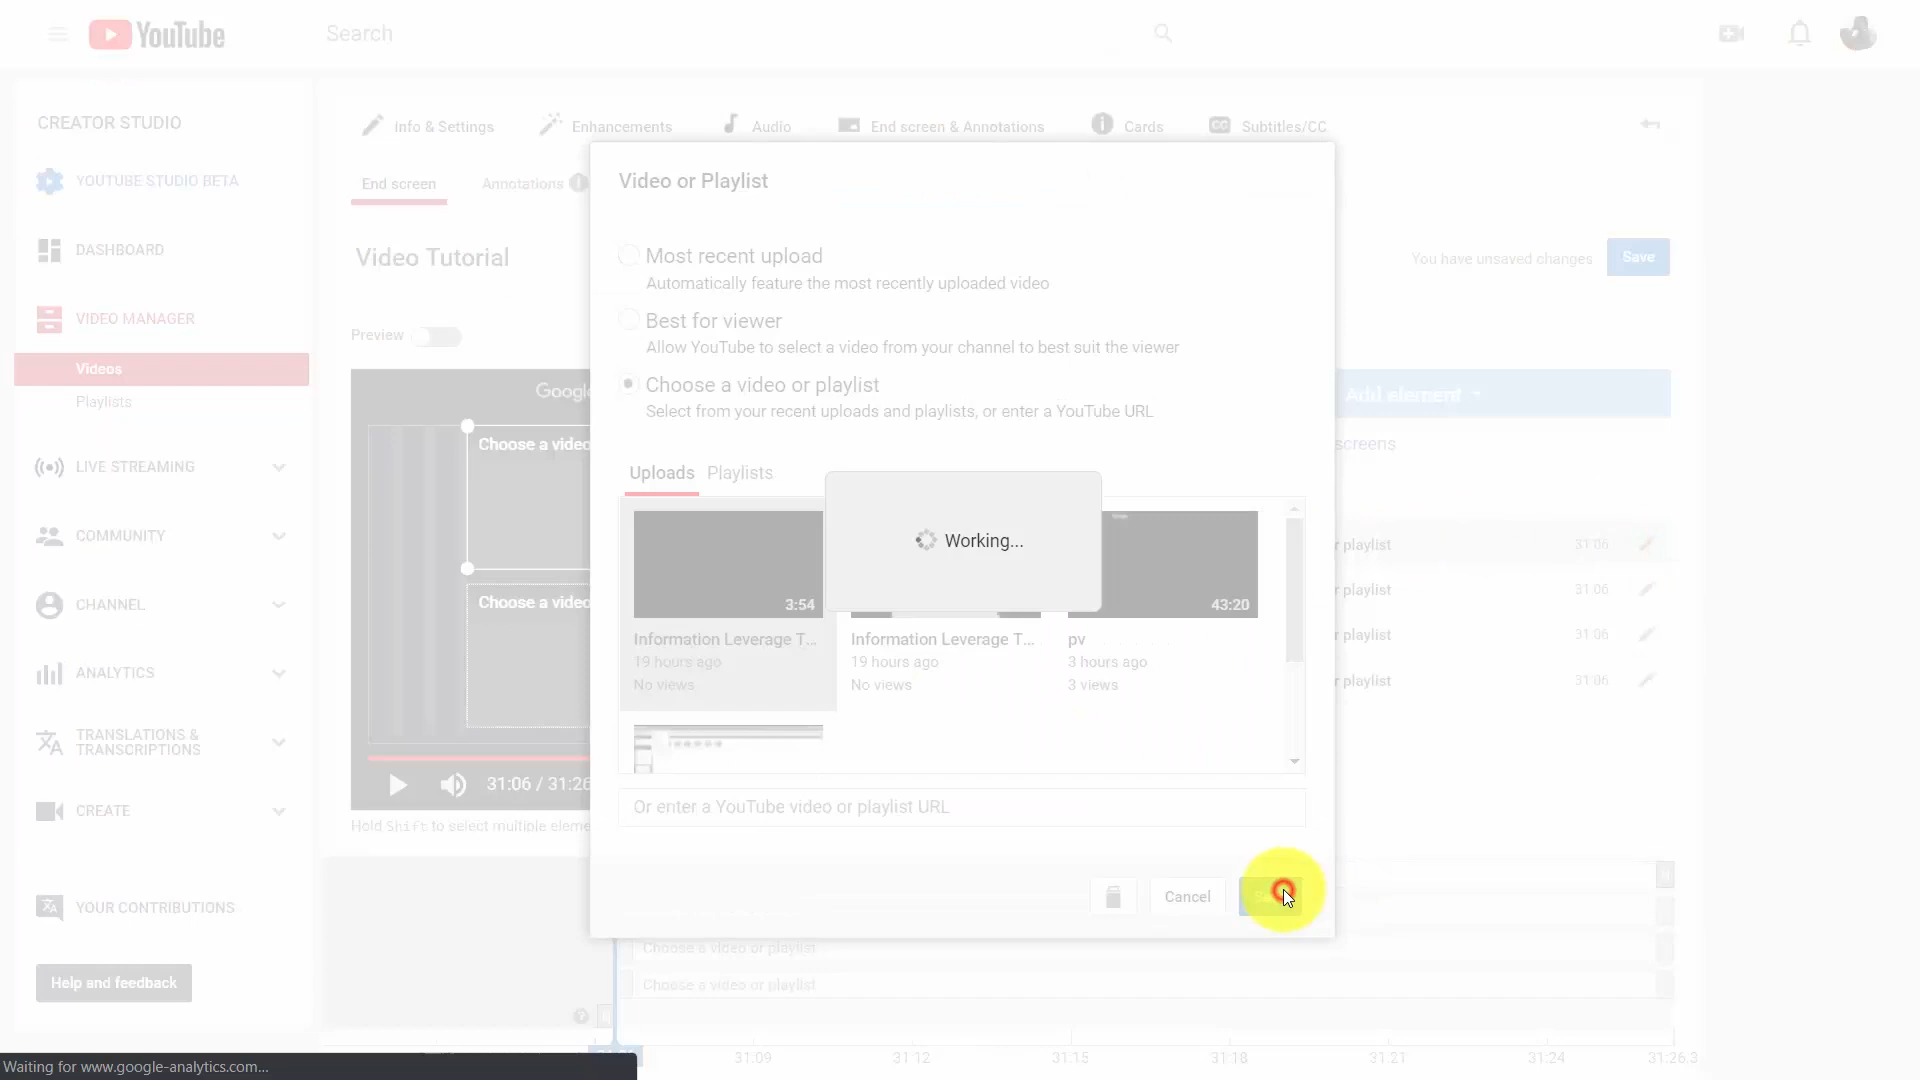 YouTube
Search
CREATOR STUDIO
YOUTUBE STUDIO BETA
DASHBOARD
VIDEO MANAGER
Videos
Playlists
LIVE STREAMING
COMMUNITY
CHANNEL
ANALYTICS
TRANSLATIONS &
TRANSCRIPTIONS
CREATE
YOUR CONTRIBUTIONS
Help and feedback
Info & Settings
Enhancements
Audio
End screen & Annotations
Cards
CC
Subtitles/CC
End screen
Annotations
Video Tutorial
You have unsaved changes
Save
Preview
Google
Choose a video
Choose a video
31:06 / 31:26
Hold Shift to select multiple eleme
Video or Playlist
Most recent upload
Automatically feature the most recently uploaded video
Best for viewer
Allow YouTube to select a video from your channel to best suit the viewer
Choose a video or playlist
Select from your recent uploads and playlists, or enter a YouTube URL
Uploads
Playlists
Working...
3:54
43:20
Information Leverage T...
19 hours ago
No views
Information Leverage T...
19 hours ago
No views
pv
3 hours ago
3 views
Or enter a YouTube video or playlist URL
Cancel
Add element
screens
r playlist
31:06
r playlist
31:06
r playlist
31:06
r playlist
31:06
Choose a video or playlist
Choose a video or playlist
31:09
31:12
31:15
31:18
31:21
31:24
31:26.3
Waiting for www.google-analytics.com...